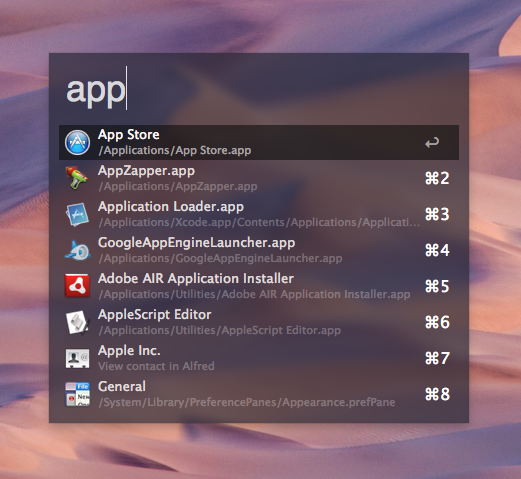 app
App Store
/Applications/App Store.app
↩
AppZapper.app
/Applications/AppZapper.app
⌘2
Application Loader.app
/Applications/Xcode.app/Contents/Applications/Applicati...
⌘3
GoogleAppEngineLauncher.app
/Applications/GoogleAppEngineLauncher.app
⌘4
Adobe AIR Application Installer
/Applications/Utilities/Adobe AIR Application Installer.app
⌘5
AppleScript Editor
/Applications/Utilities/AppleScript Editor.app
⌘6
Apple Inc.
View contact in Alfred
⌘7
File
New
General
/System/Library/PreferencePanes/Appearance.prefPane
⌘8